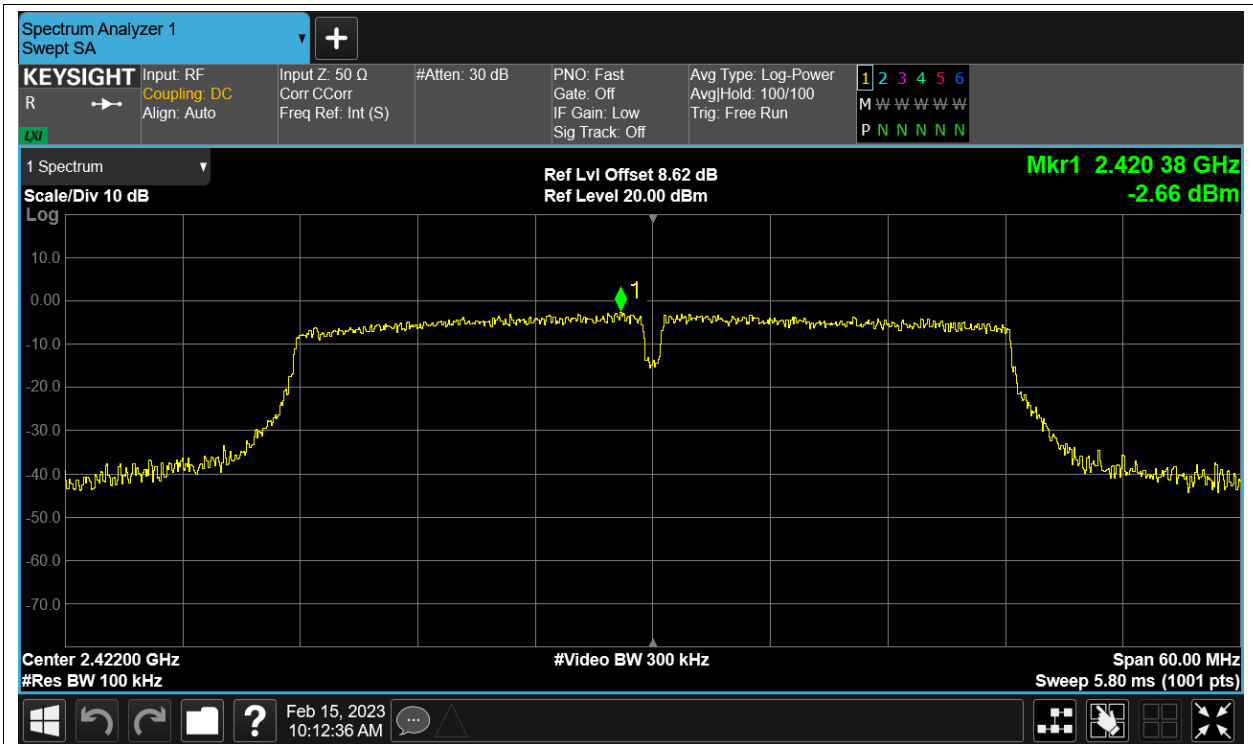 Spectrum Analyzer 1
Swept SA
KEYSIGHT
R
LXI
Input: RF
Coupling: DC
Align: Auto
Input Z: 50 Ω
Corr CCorr
Freq Ref: Int (S)
#Atten: 30 dB
PNO: Fast
Gate: Off
IF Gain: Low
Sig Track: Off
Avg Type: Log-Power
Avg|Hold: 100/100
Trig: Free Run
1 2 3 4 5 6
M W W W W W
P N N N N N
1 Spectrum
Scale/Div 10 dB
Log
Ref Lvl Offset 8.62 dB
Ref Level 20.00 dBm
Mkr1 2.420 38 GHz
-2.66 dBm
10.0
0.00
-10.0
-20.0
-30.0
-40.0
-50.0
-60.0
-70.0
1
Center 2.42200 GHz
#Res BW 100 kHz
#Video BW 300 kHz
Span 60.00 MHz
Sweep 5.80 ms (1001 pts)
?
Feb 15, 2023
10:12:36 AM